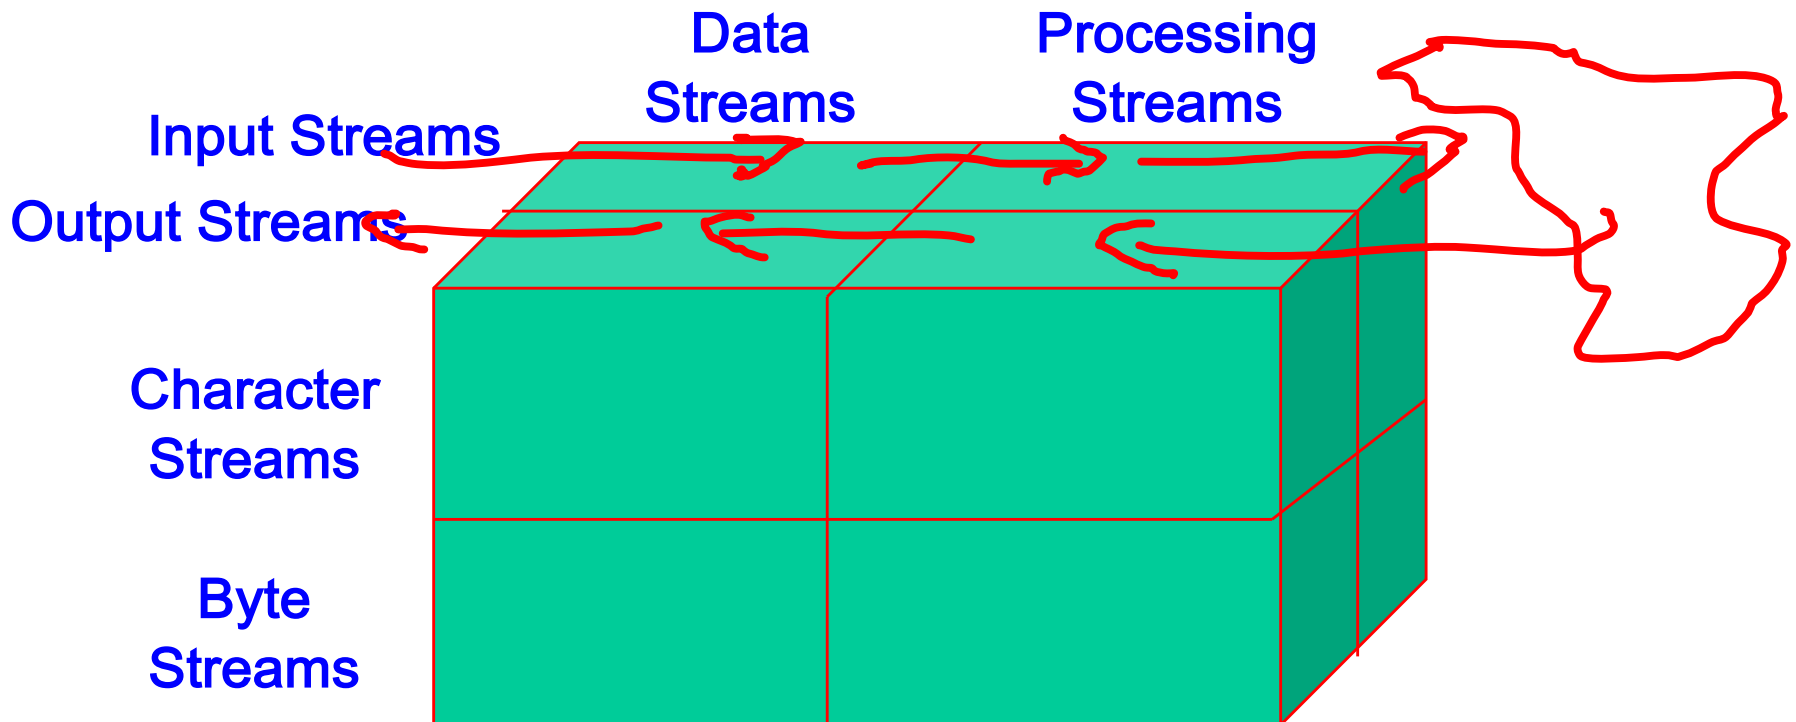 Data
Streams
Processing
Streams
Input Streams
Output Streams
Character
Streams
Byte
Streams